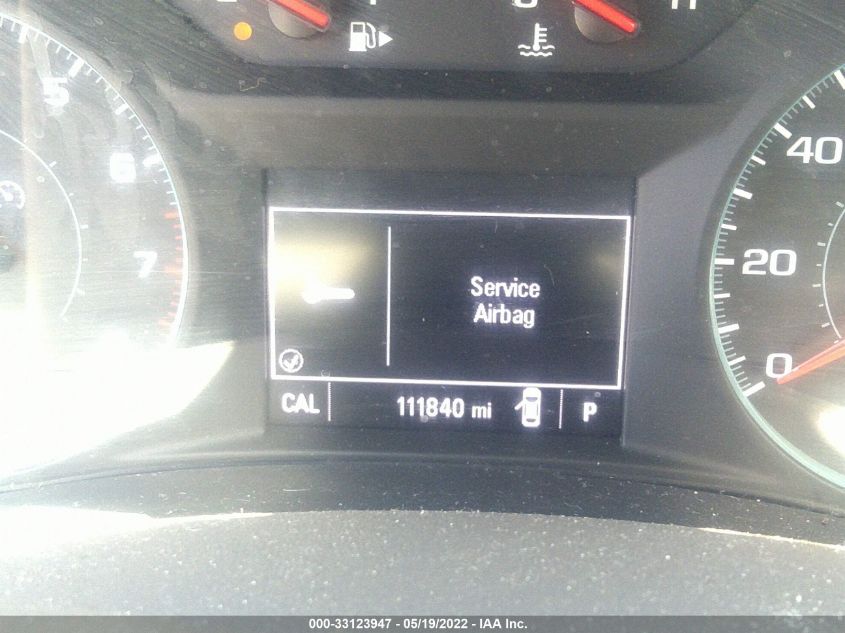 5
6
7
40
20
0
Service
Airbag
CAL
111840 mi
P
000-33123947 - 05/19/2022 - IAA Inc.